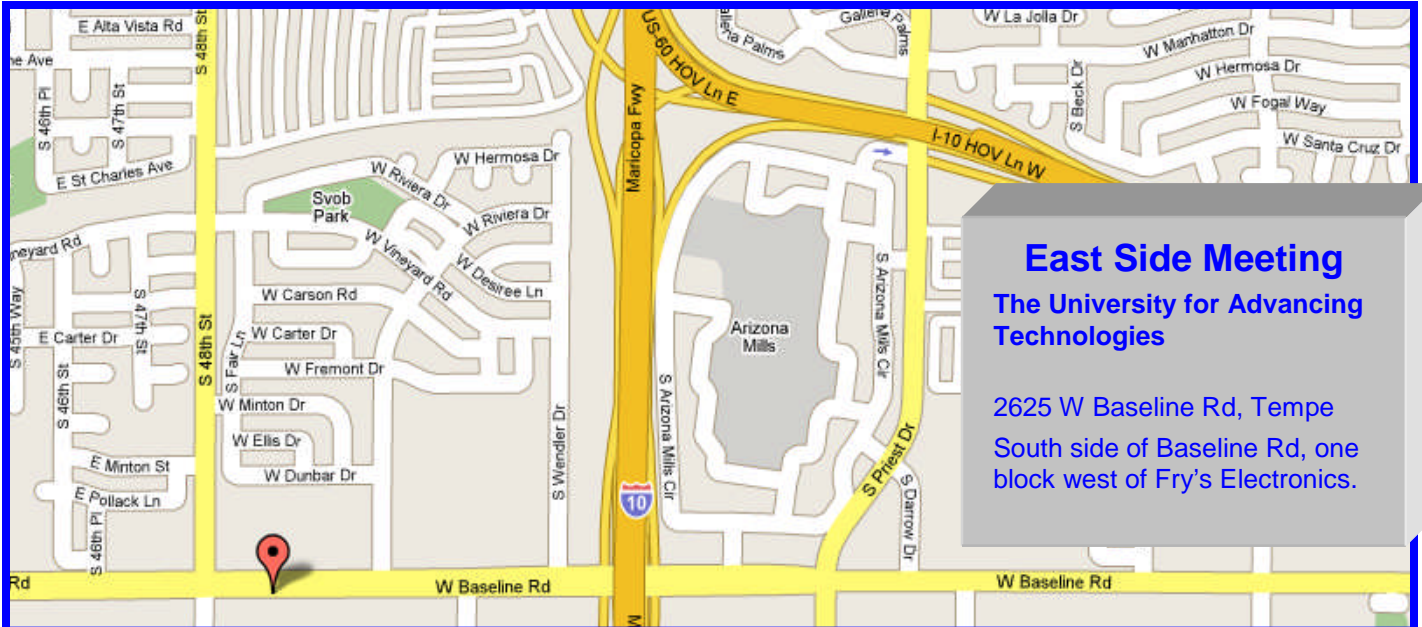 E Alta Vista Rd
S 48th St
US-60 HOV Ln E
Gallena Palms
Gallena Palms
W La Jolla Dr
W Manhatton Dr
W Hermosa Dr
S Beck Dr
W Fogal Way
W Santa Cruz Dr
S 46th Pl
S 47th St
E St Charles Ave
Maricopa Fwy
I-10 HOV Ln W
W Hermosa Dr
W Riviera Dr
Svob
Park
W Riviera Dr
W Vineyard Rd
W Desiree Ln
W Carson Rd
S 45th Way
S 47th St
E Carter Dr
S 48th St
S Fair Ln
W Carter Dr
W Fremont Dr
S 46th St
W Minton Dr
W Ellis Dr
W Dunbar Dr
E Minton St
E Pollack Ln
S 46th Pl
S Wendler Dr
10
S Arizona Mills Cir
Arizona
Mills
S Arizona Mills Cir
S Priest Dr
S Darrow Dr
Rd
W Baseline Rd
W Baseline Rd
East Side Meeting
The University for Advancing
Technologies
2625 W Baseline Rd, Tempe
South side of Baseline Rd, one
block west of Fry's Electronics.